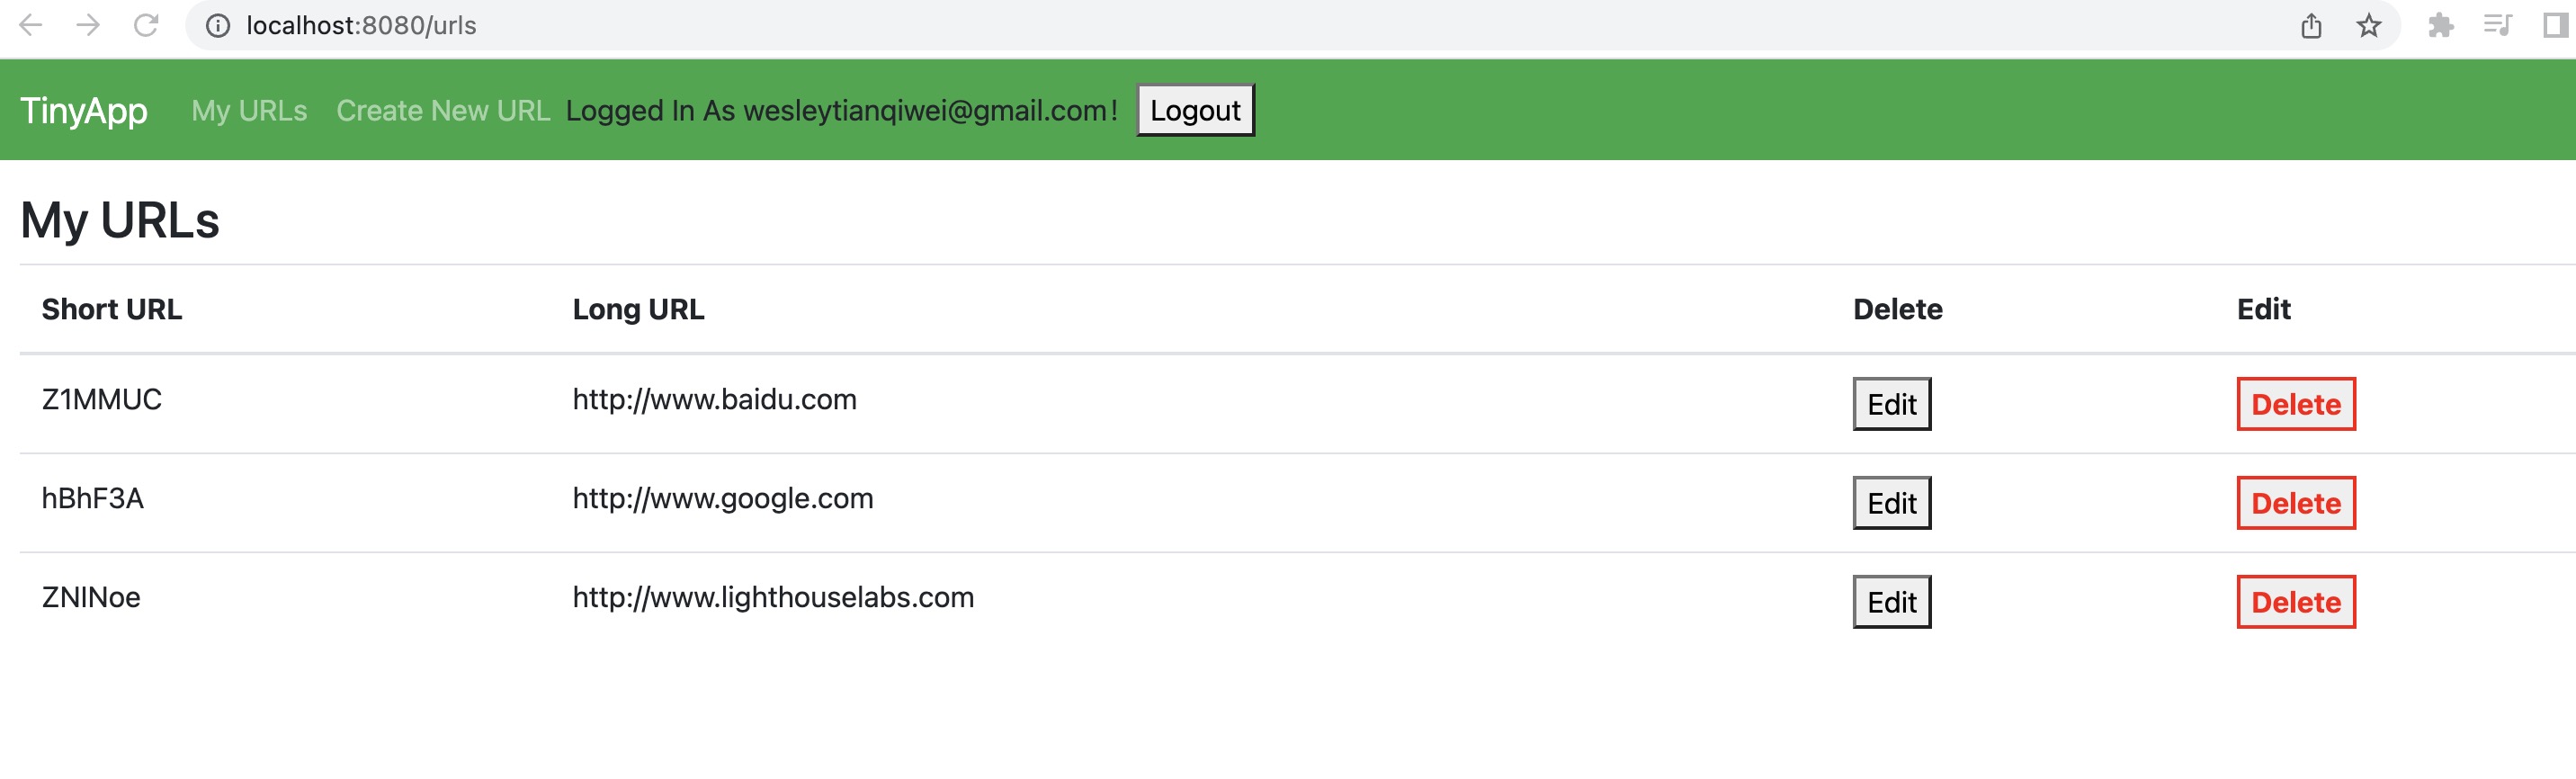 localhost:8080/urls
TinyApp My URLs Create New URL Logged In As wesleytianqiwei@gmail.com! Logout
My URLs
Short URL Long URL Delete Edit
Z1MMUC http://www.baidu.com Edit Delete
hBhF3A http://www.google.com Edit Delete
ZNINoe http://www.lighthouselabs.com Edit Delete